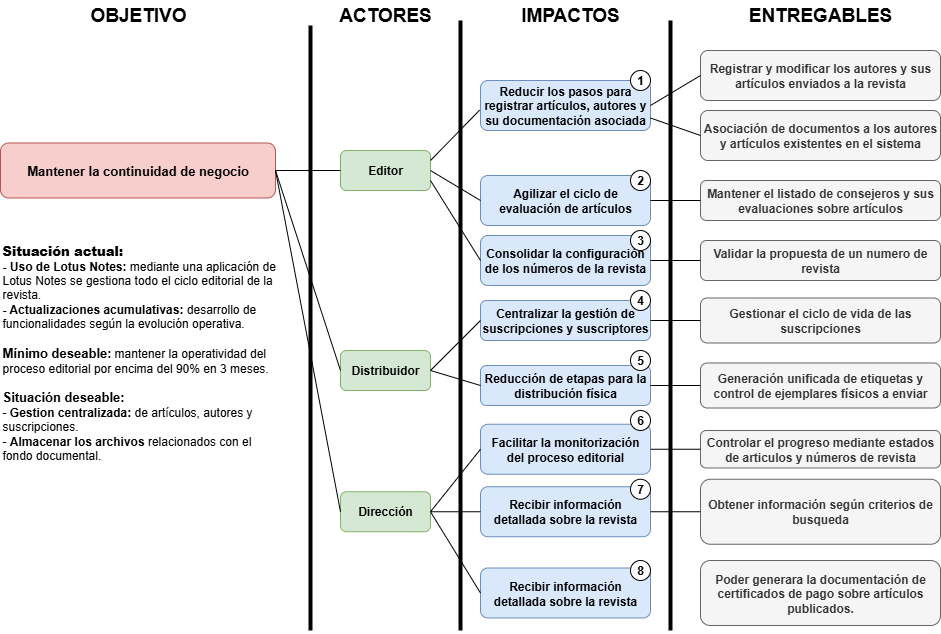 OBJETIVO
ACTORES
IMPACTOS
ENTREGABLES
Mantener la continuidad de negocio
Situación actual:
- Uso de Lotus Notes: mediante una aplicación de
Lotus Notes se gestiona todo el ciclo editorial de la
revista.
- Actualizaciones acumulativas: desarrollo de
funcionalidades según la evolución operativa.
Mínimo deseable: mantener la operatividad del
proceso editorial por encima del 90% en 3 meses.
Situación deseable:
- Gestion centralizada: de artículos, autores y
suscripciones.
- Almacenar los archivos relacionados con el
fondo documental.
Editor
Distribuidor
Dirección
1
Reducir los pasos para
registrar artículos, autores y
su documentación asociada
2
Agilizar el ciclo de
evaluación de artículos
3
Consolidar la configuración
de los números de la revista
4
Centralizar la gestión de
suscripciones y suscriptores
5
Reducción de etapas para la
distribución física
6
Facilitar la monitorización
del proceso editorial
7
Recibir información
detallada sobre la revista
8
Recibir información
detallada sobre la revista
Registrar y modificar los autores y sus
artículos enviados a la revista
Asociación de documentos a los autores
y artículos existentes en el sistema
Mantener el listado de consejeros y sus
evaluaciones sobre artículos
Validar la propuesta de un numero de
revista
Gestionar el ciclo de vida de las
suscripciones
Generación unificada de etiquetas y
control de ejemplares físicos a enviar
Controlar el progreso mediante estados
de articulos y números de revista
Obtener información según criterios de
busqueda
Poder generara la documentación de
certificados de pago sobre artículos
publicados.